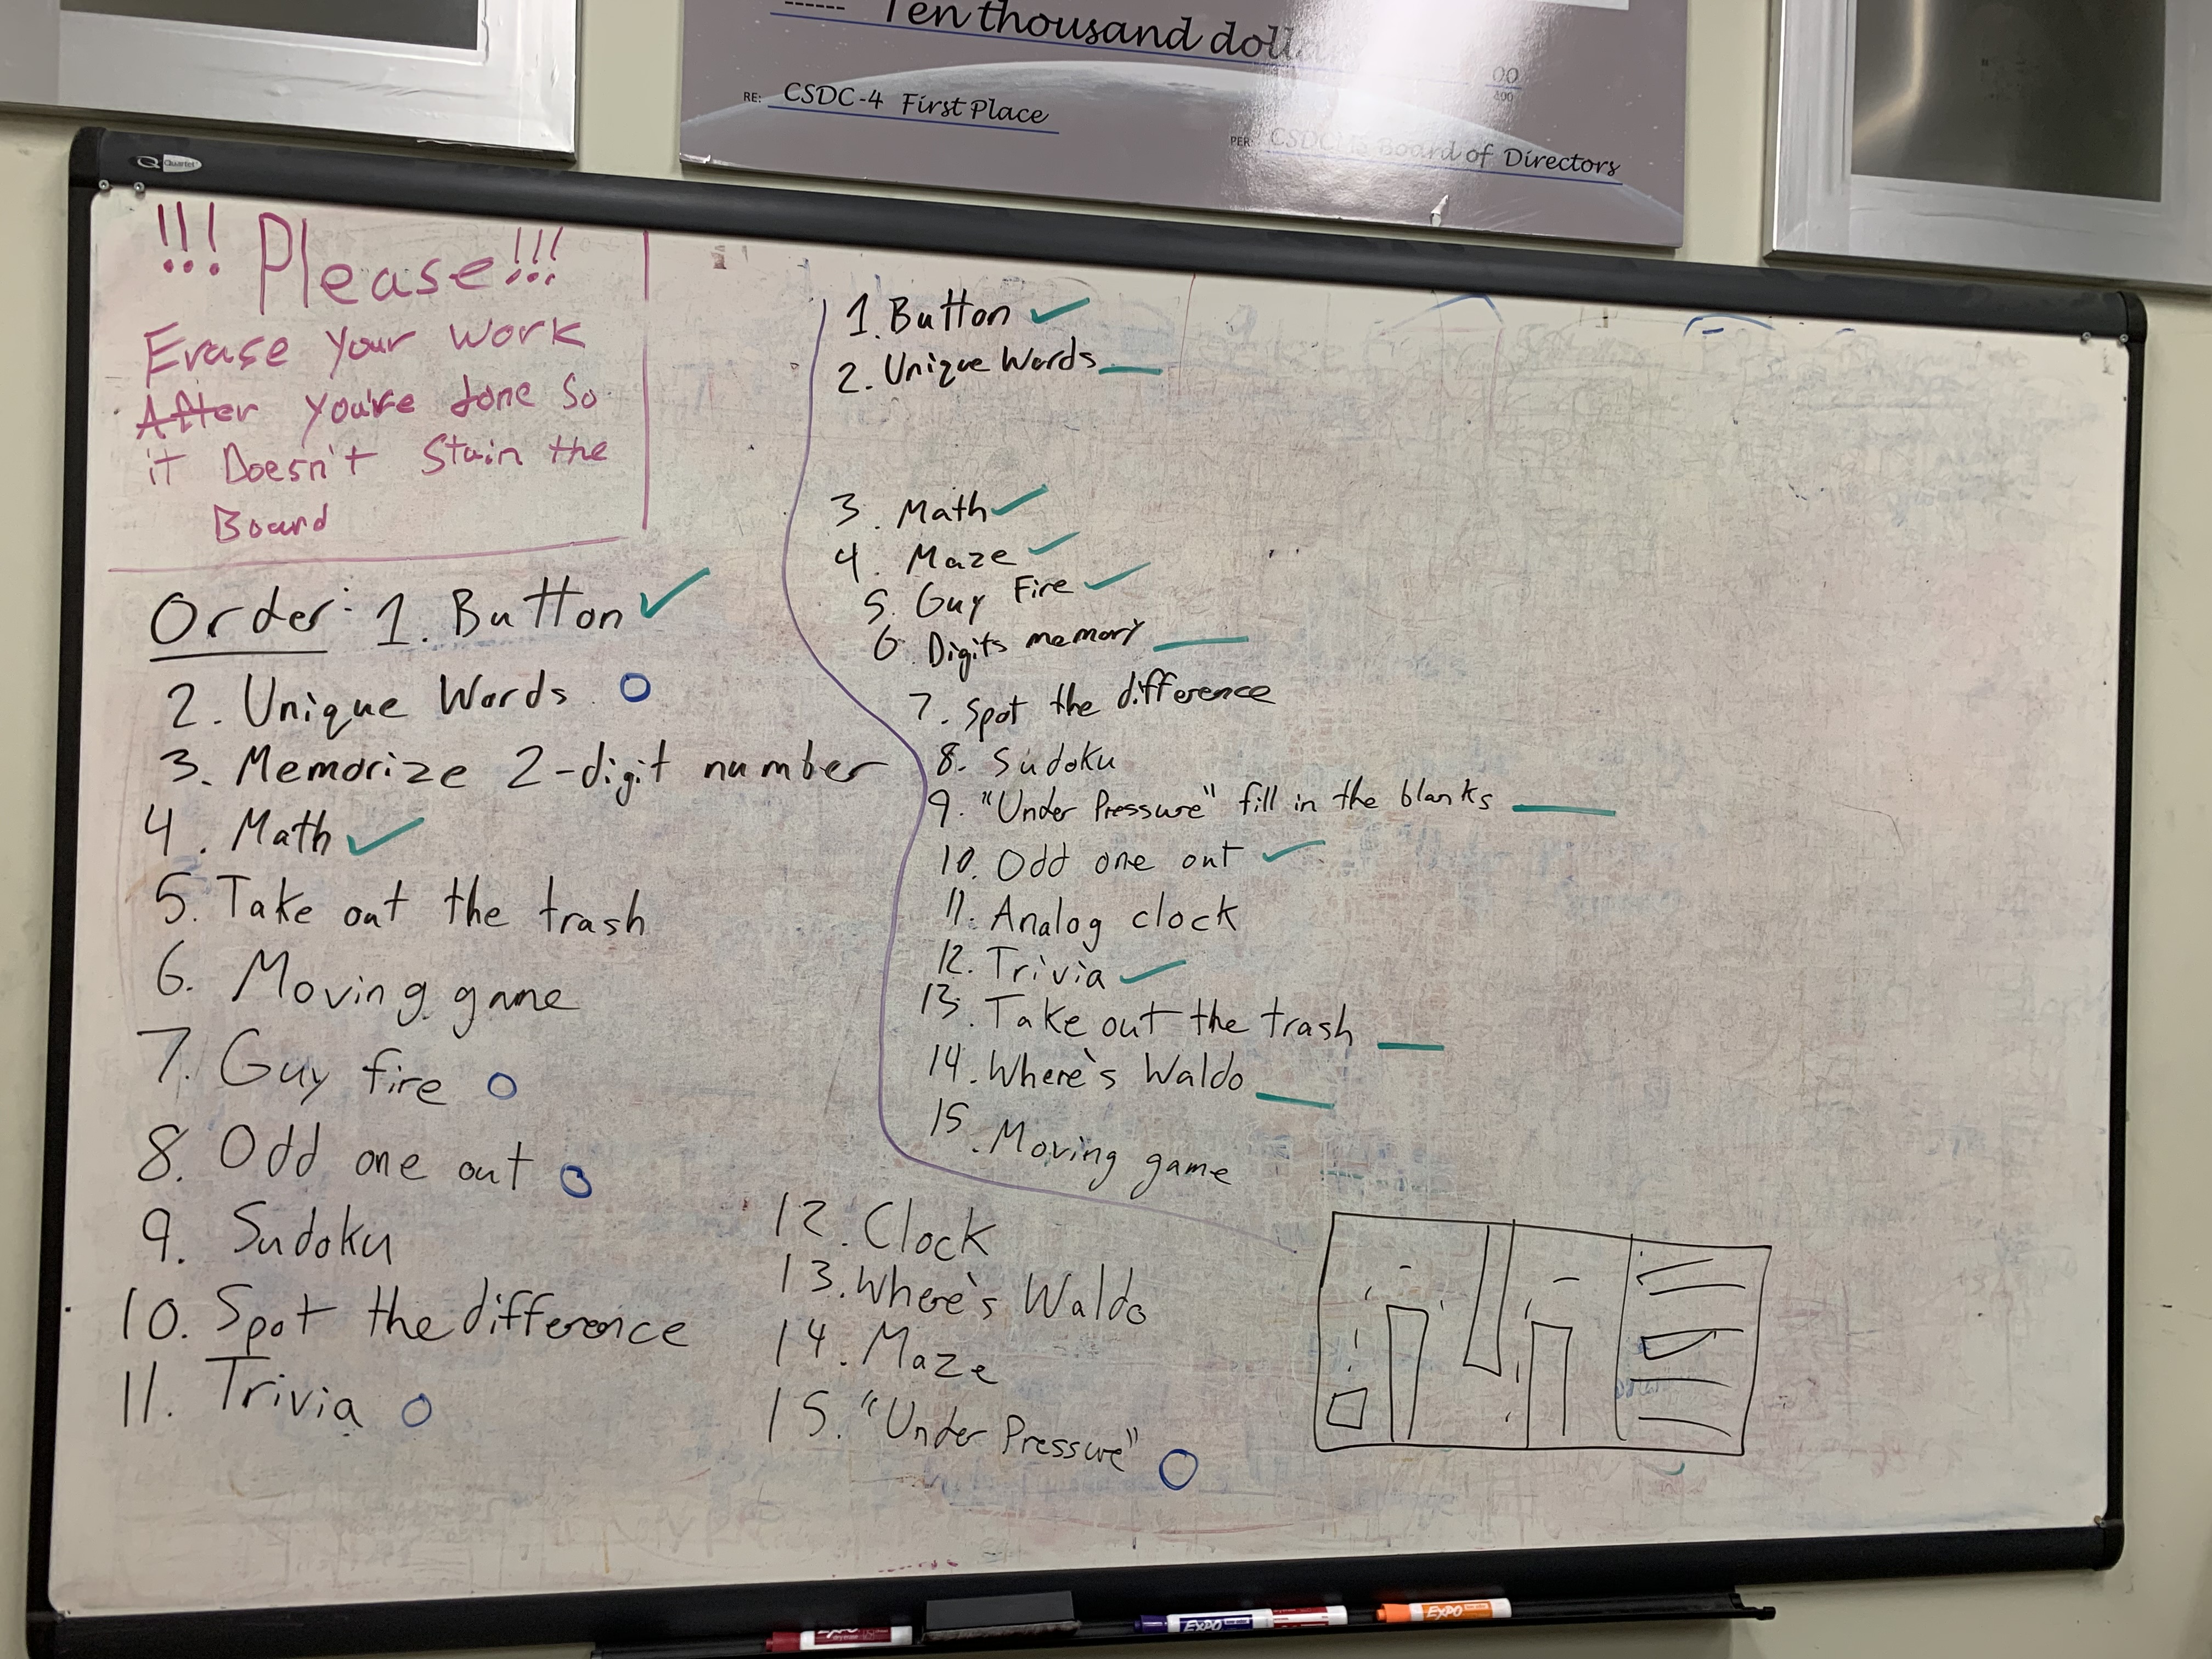 Ten thousand
00
100
RE: CSDC-4 First Place
PER: Board of Directors
Quartet
!!! Please!!!
Erase Your Work
After you're done So
it Doesn't Stain the
Board
Order: 1. Button ✓
2. Unique Words O
3. Memorize 2-digit number
4. Math ✓
5. Take out the trash
6. Moving game
7. Guy fire O
8. Odd one out O
9. Sudoku
10. Spot the difference
11. Trivia O
12. Clock
13. Where's Waldo
14. Maze
15. "Under Pressure" O
1. Button ✓
2. Unique Words —
3. Math ✓
4. Maze ✓
5. Guy Fire ✓
6. Digits memory —
7. Spot the difference
8. Sudoku
9. "Under Pressure" fill in the blanks —
10. Odd one out ✓
11. Analog clock
12. Trivia ✓
13. Take out the trash —
14. Where's Waldo —
15. Moving game
EXPO
EXPO
EXPO